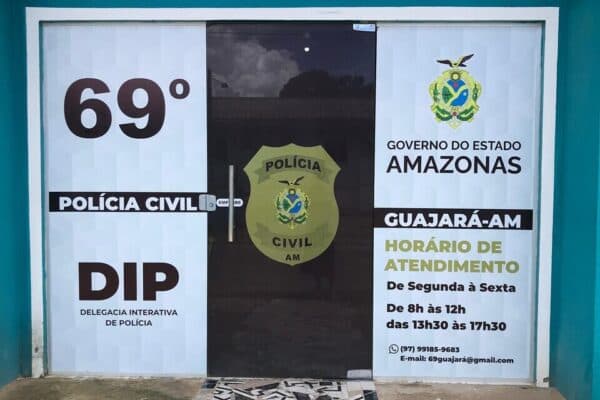 69º
POLÍCIA CIVIL
DIP
DELEGACIA INTERATIVA
DE POLÍCIA
POLÍCIA
CIVIL
AM
GOVERNO DO ESTADO
AMAZONAS
GUAJARÁ-AM
HORÁRIO DE
ATENDIMENTO
De Segunda à Sexta
De 8h às 12h
das 13h30 às 17h30
(97) 99185-9683
E-mail: 69guajará@gmail.com